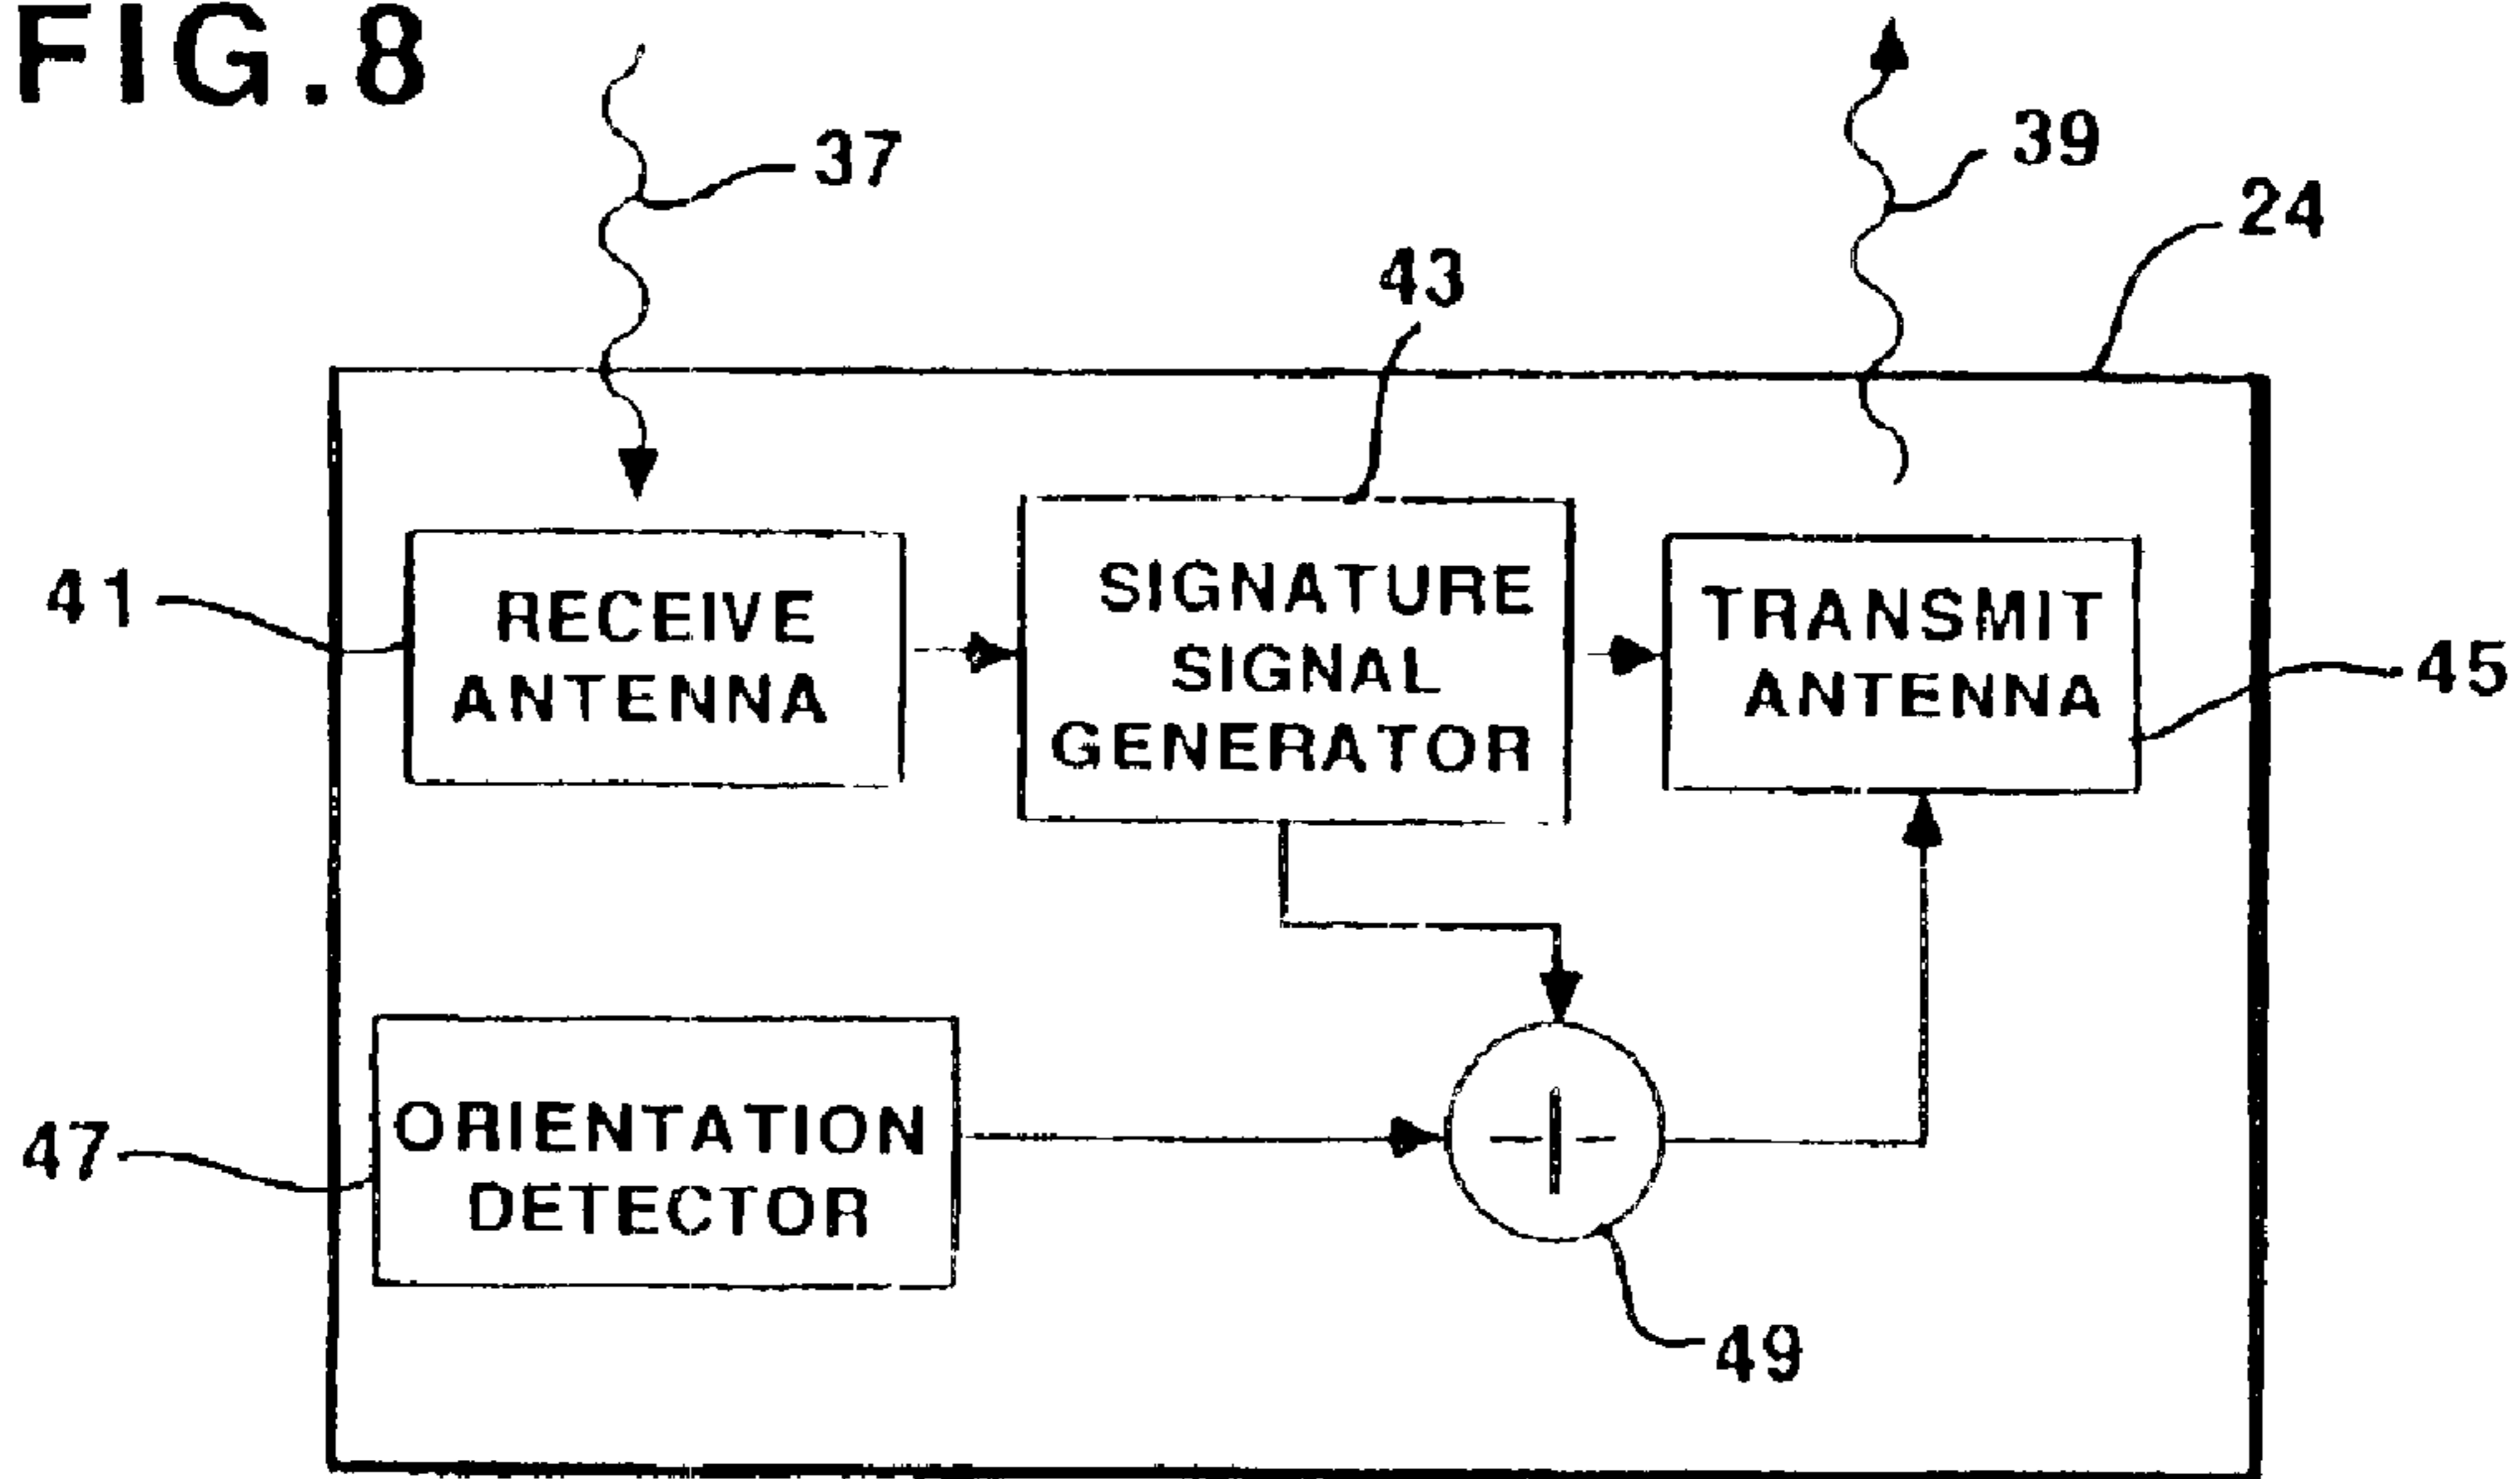 FIG.8
37
39
24
43
41
RECEIVE
ANTENNA
SIGNATURE
SIGNAL
GENERATOR
TRANSMIT
ANTENNA
45
47
ORIENTATION
DETECTOR
49